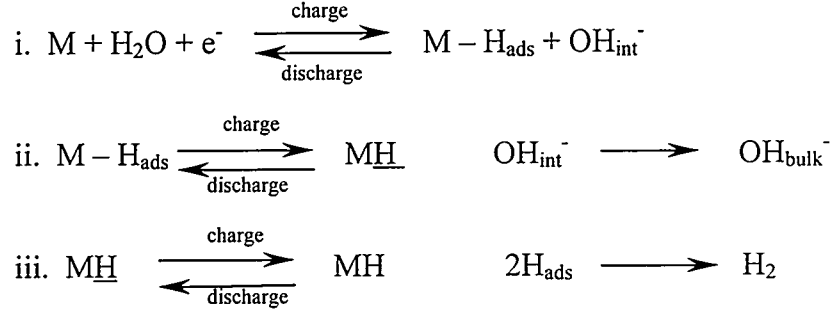 charge
i. M + H₂O + e⁻ M – Hads + OHint⁻
discharge
charge
ii. M – Hads MH OHint⁻ OHbulk⁻
discharge
charge
iii. MH MH 2Hads H₂
discharge